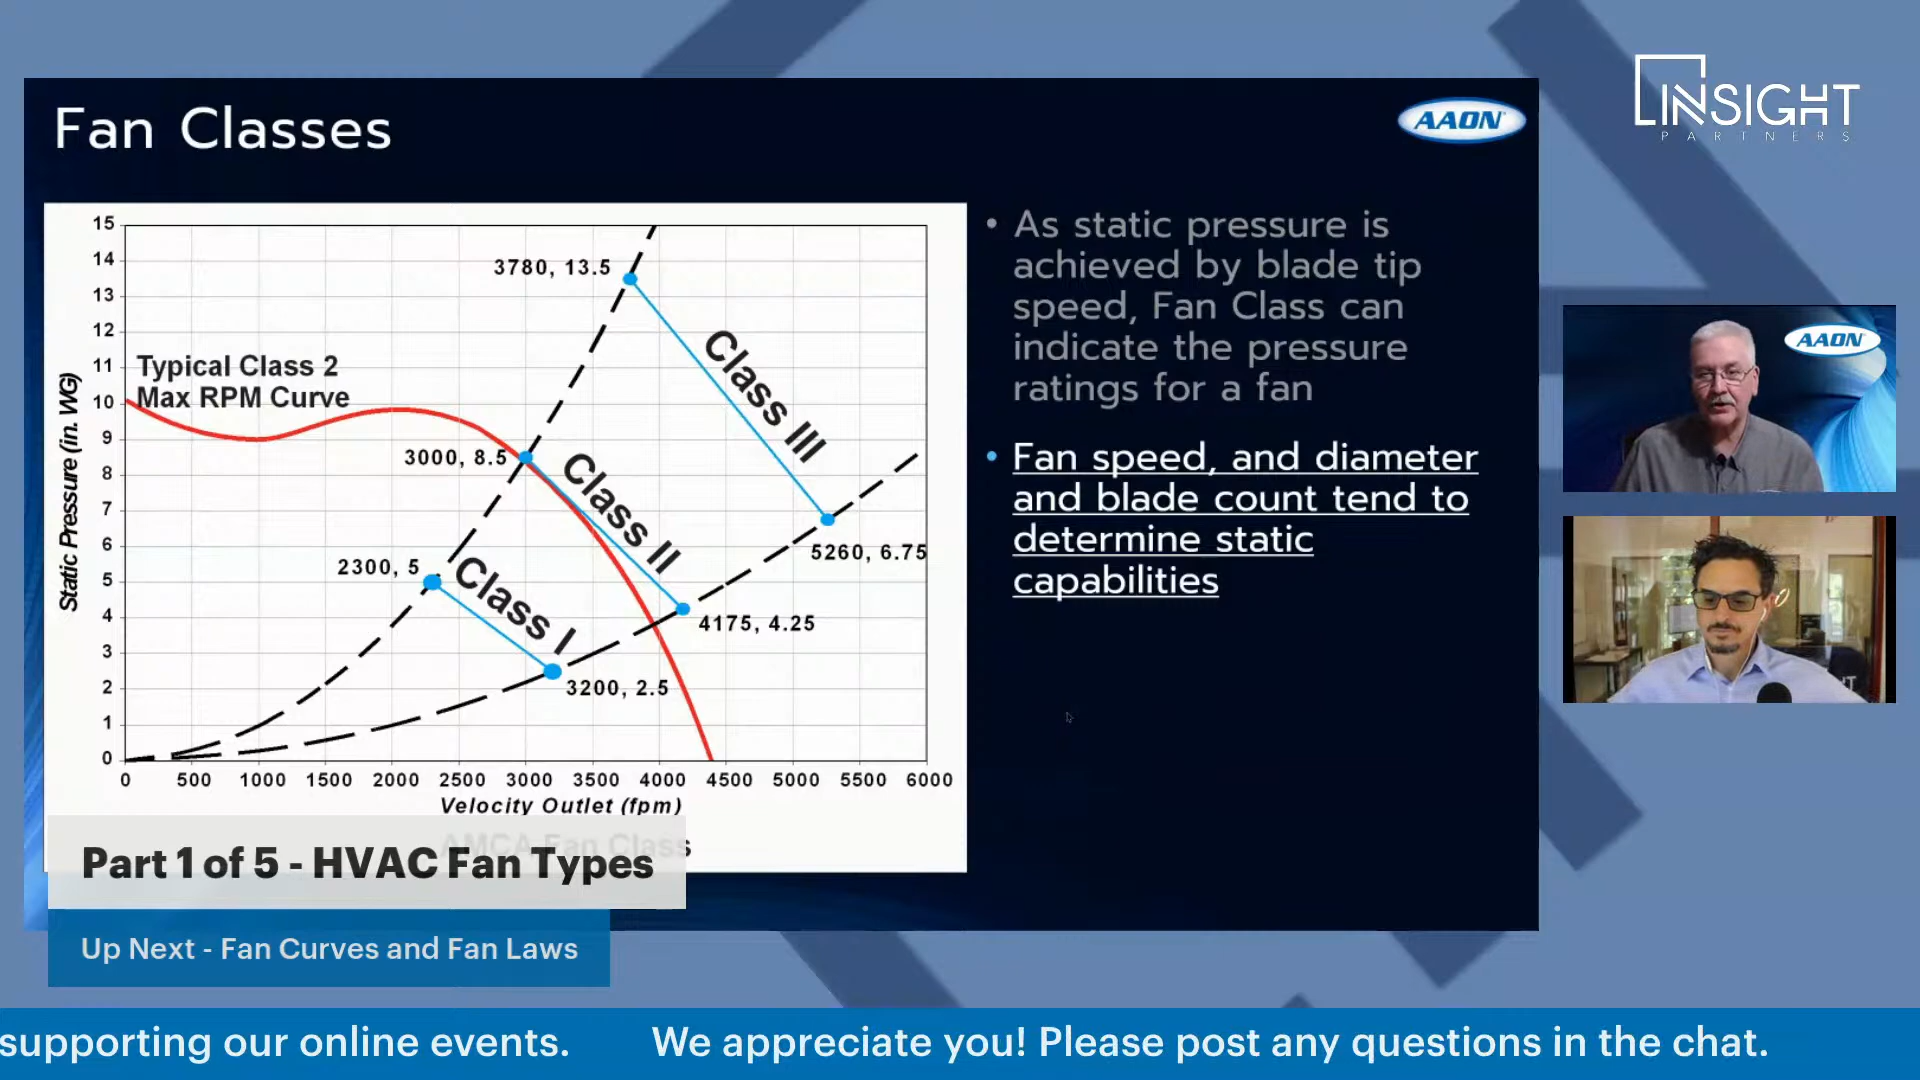 Fan Classes
AAON
INSIGHT
PARTNERS
15
14
13
12
11
10
9
8
7
6
5
4
3
2
1
0
Static Pressure (in. WG)
Typical Class 2
Max RPM Curve
3780, 13.5
Class III
3000, 8.5
Class II
5260, 6.75
2300, 5
Class I
4175, 4.25
3200, 2.5
0 500 1000 1500 2000 2500 3000 3500 4000 4500 5000 5500 6000
Velocity Outlet (fpm)
AMCA Fan Class
• As static pressure is
achieved by blade tip
speed, Fan Class can
indicate the pressure
ratings for a fan
• Fan speed, and diameter
and blade count tend to
determine static
capabilities
AAON
Part 1 of 5 - HVAC Fan Types
Up Next - Fan Curves and Fan Laws
supporting our online events. We appreciate you! Please post any questions in the chat.